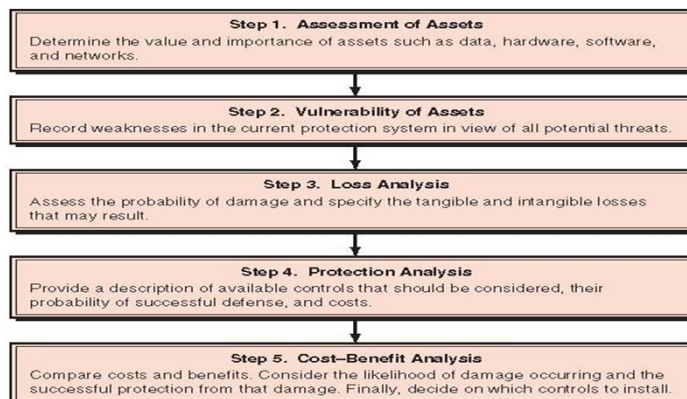 Step 1. Assessment of Assets
Determine the value and importance of assets such as data, hardware, software,
and networks.
Step 2. Vulnerability of Assets
Record weaknesses in the current protection system in view of all potential threats.
Step 3. Loss Analysis
Assess the probability of damage and specify the tangible and intangible losses
that may result.
Step 4. Protection Analysis
Provide a description of available controls that should be considered, their
probability of successful defense, and costs.
Step 5. Cost–Benefit Analysis
Compare costs and benefits. Consider the likelihood of damage occurring and the
successful protection from that damage. Finally, decide on which controls to install.